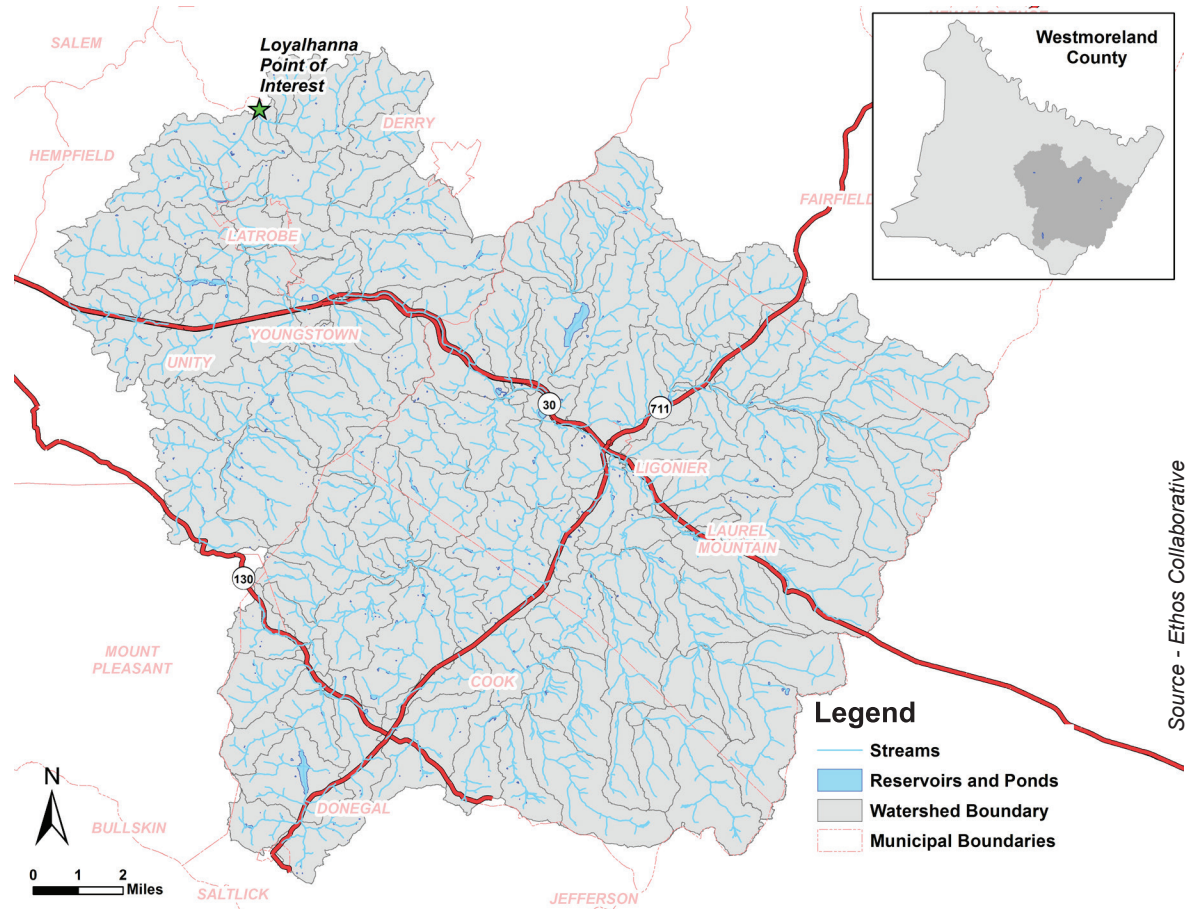 NEW FLORENCE
SALEM
Loyalhanna
Point of
Interest
Westmoreland
County
DERRY
HEMPFIELD
FAIRFIELD
LATROBE
YOUNGSTOWN
UNITY
30
711
LIGONIER
LAUREL
MOUNTAIN
130
MOUNT
PLEASANT
COOK
DONEGAL
BULLSKIN
SALTLICK
JEFFERSON
N
0 1 2
Miles
Legend
Streams
Reservoirs and Ponds
Watershed Boundary
Municipal Boundaries
Source - Ethos Collaborative